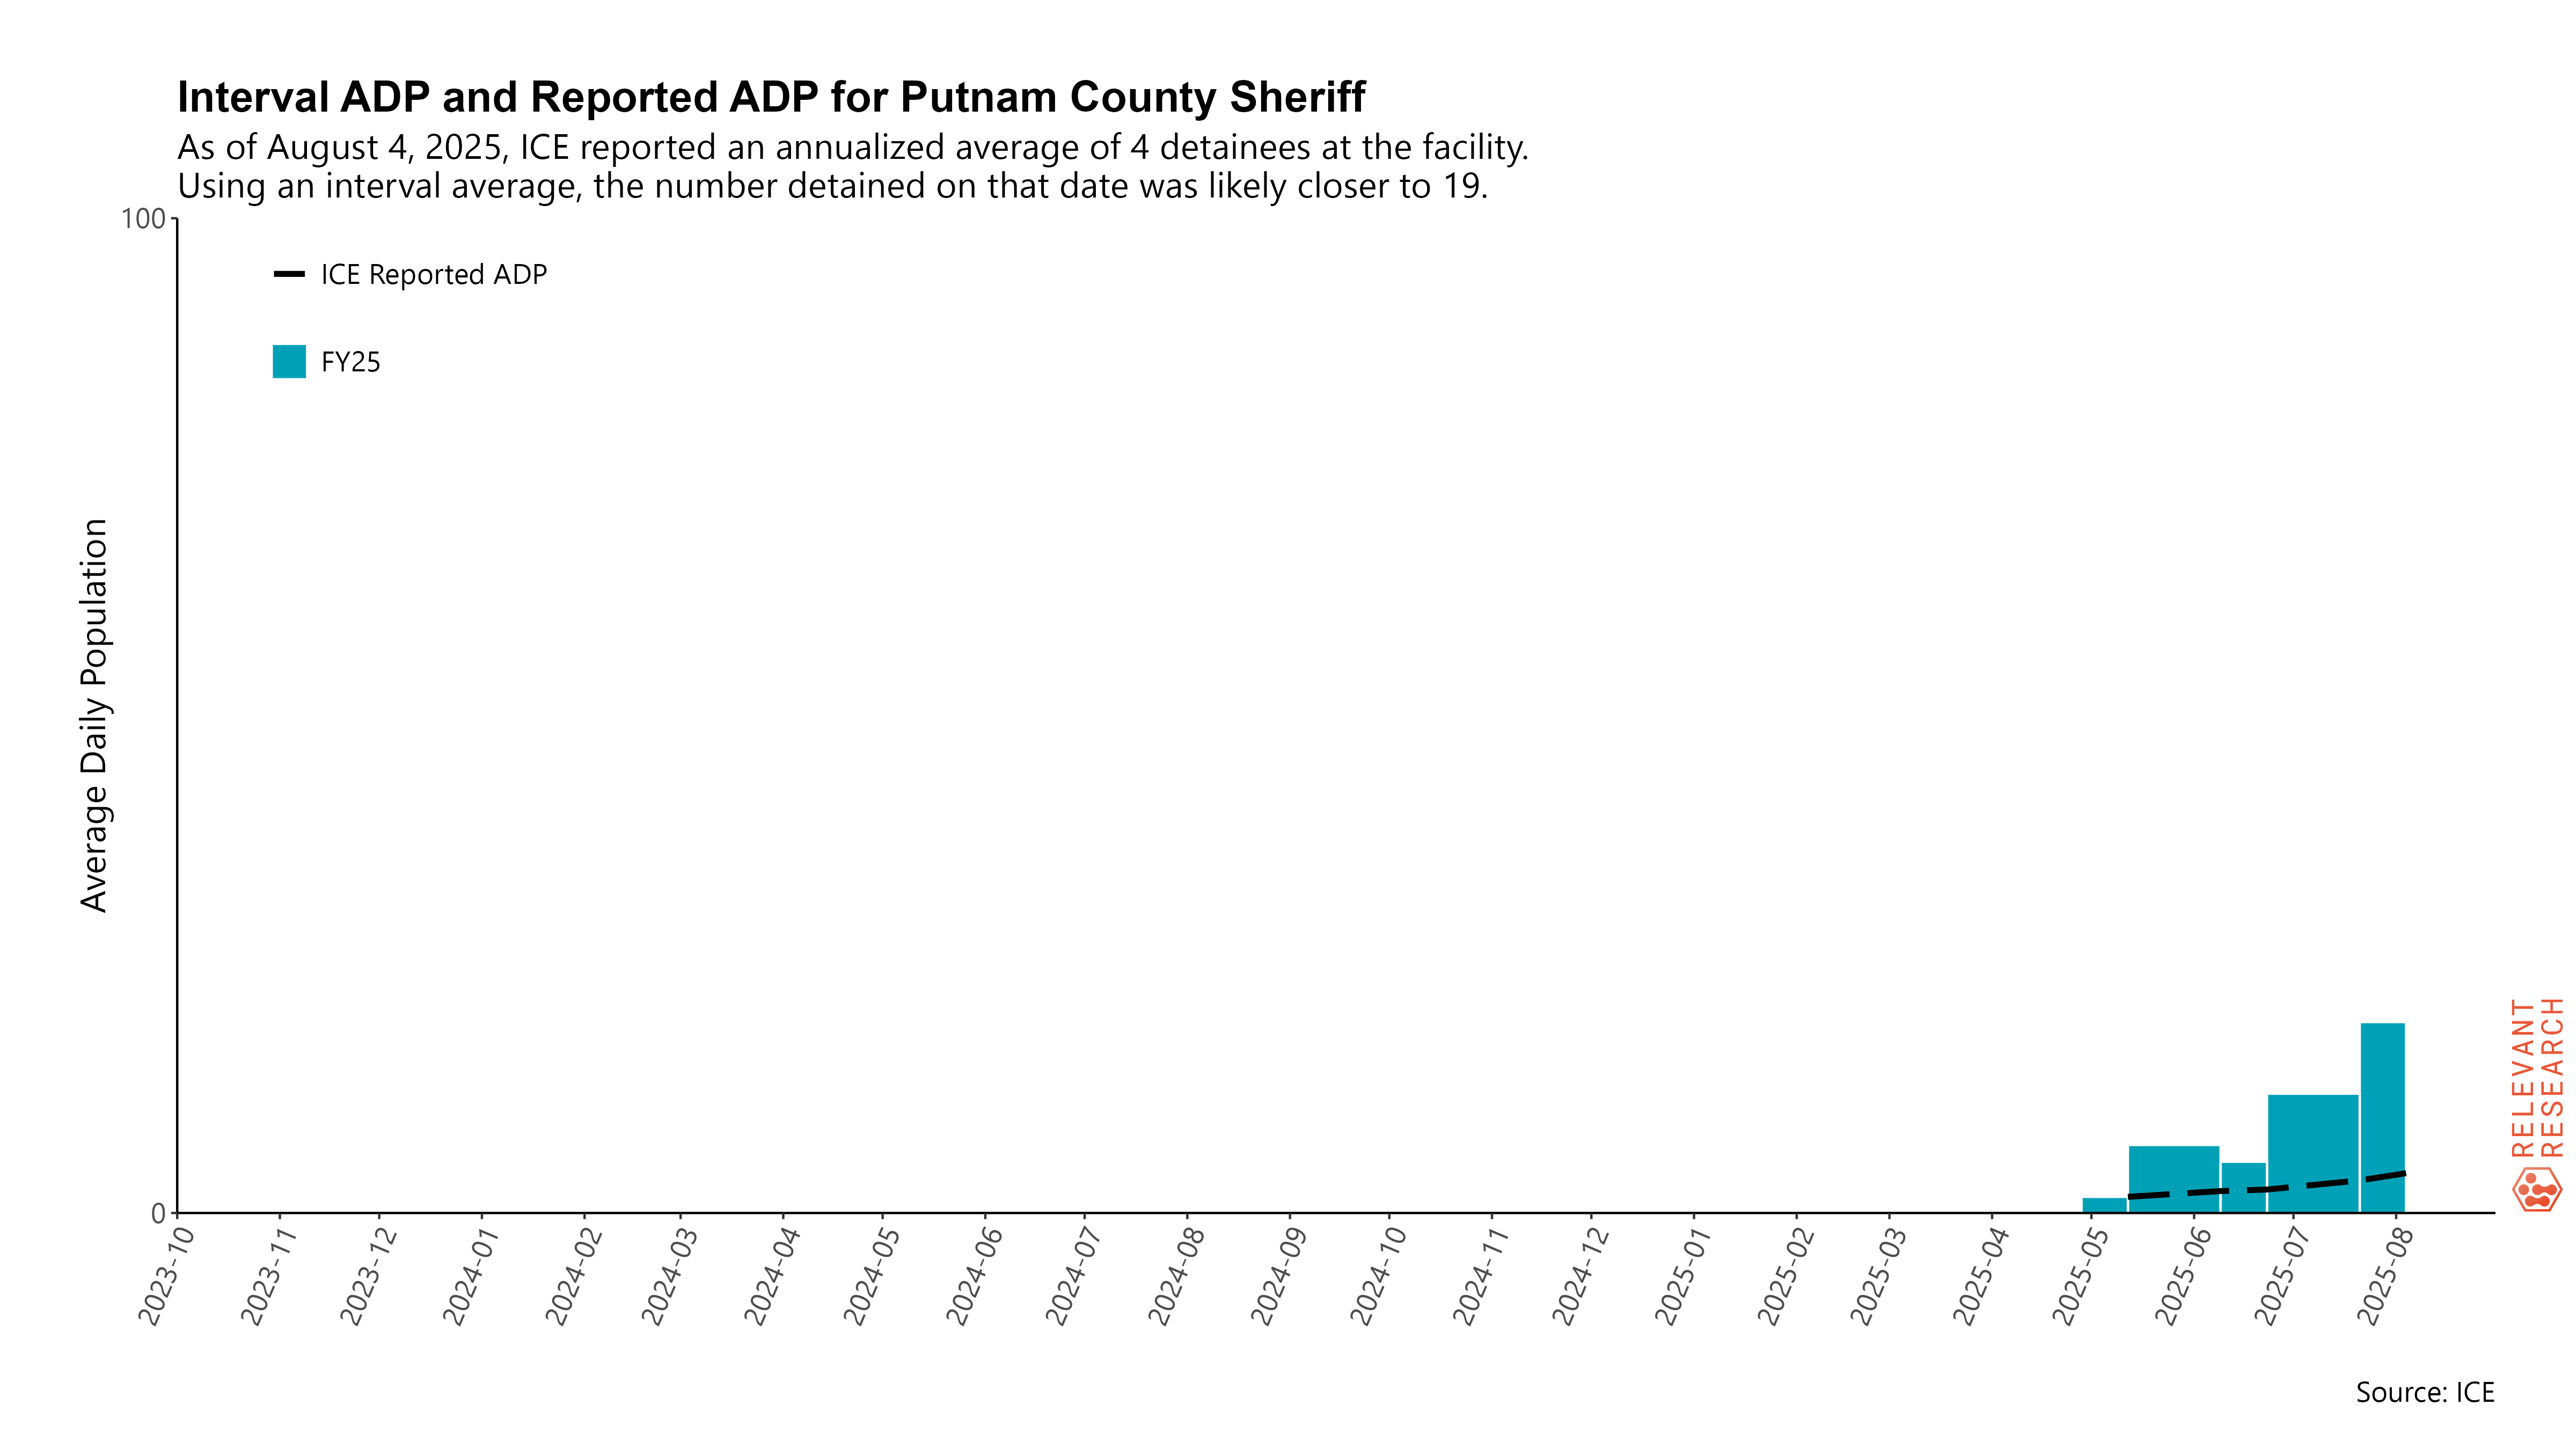 Interval ADP and Reported ADP for Putnam County Sheriff
As of August 4, 2025, ICE reported an annualized average of 4 detainees at the facility.
Using an interval average, the number detained on that date was likely closer to 19.
100
ICE Reported ADP
FY25
Average Daily Population
0
2023-10
2023-11
2023-12
2024-01
2024-02
2024-03
2024-04
2024-05
2024-06
2024-07
2024-08
2024-09
2024-10
2024-11
2024-12
2025-01
2025-02
2025-03
2025-04
2025-05
2025-06
2025-07
2025-08
RELEVANT
RESEARCH
Source: ICE